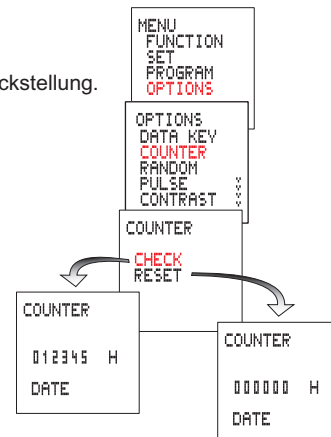 ckstellung.
MENU
FUNCTION
SET
PROGRAM
OPTIONS
OPTIONS
DATA KEY
COUNTER
RANDOM
PULSE
CONTRAST
COUNTER
CHECK
RESET
COUNTER
012345 H
DATE
COUNTER
000000 H
DATE